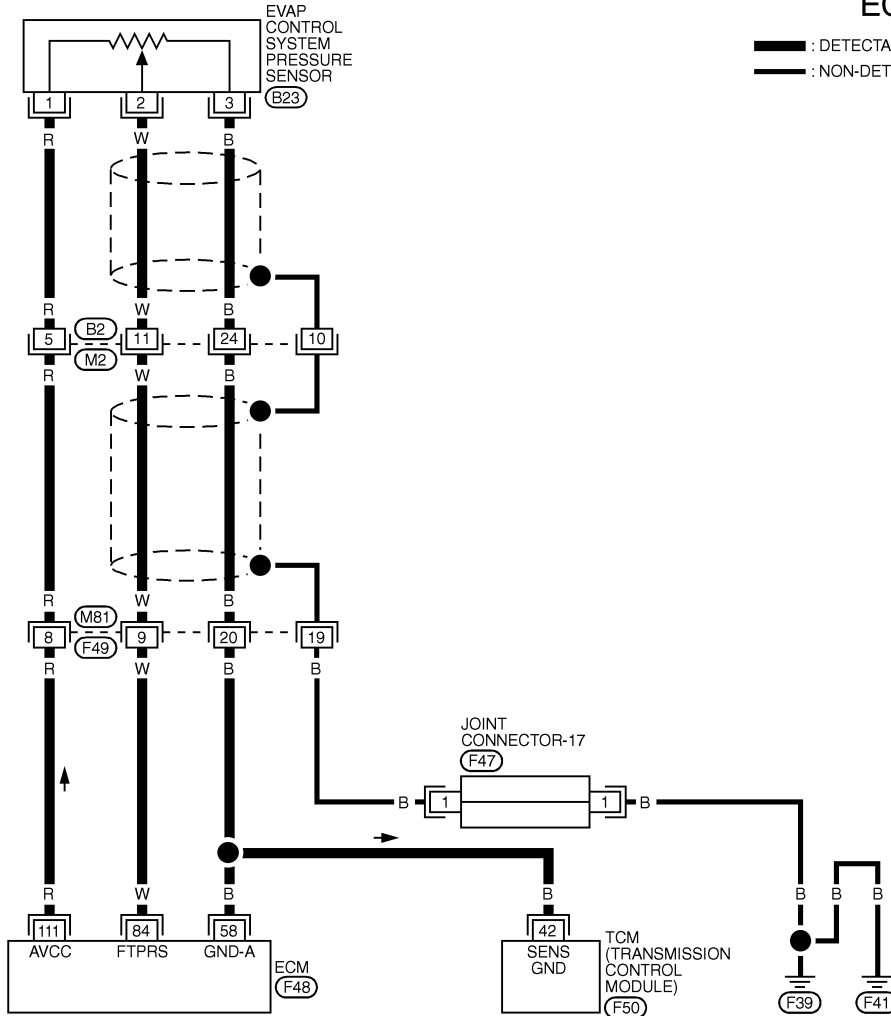 EC
: DETECTA
: NON-DET
EVAP
CONTROL
SYSTEM
PRESSURE
SENSOR
B23
1 2 3
R W B
R W B
5 B2 11 24 10
M2
R W B
R W B
M81
8 9 20 19
F49
R W B B
JOINT
CONNECTOR-17
F47
B 1 1 B
R W B B B B B
111 84 58 42
AVCC FTPRS GND-A
ECM
F48
SENS
GND
TCM
(TRANSMISSION
CONTROL
MODULE)
F50
F39 F41